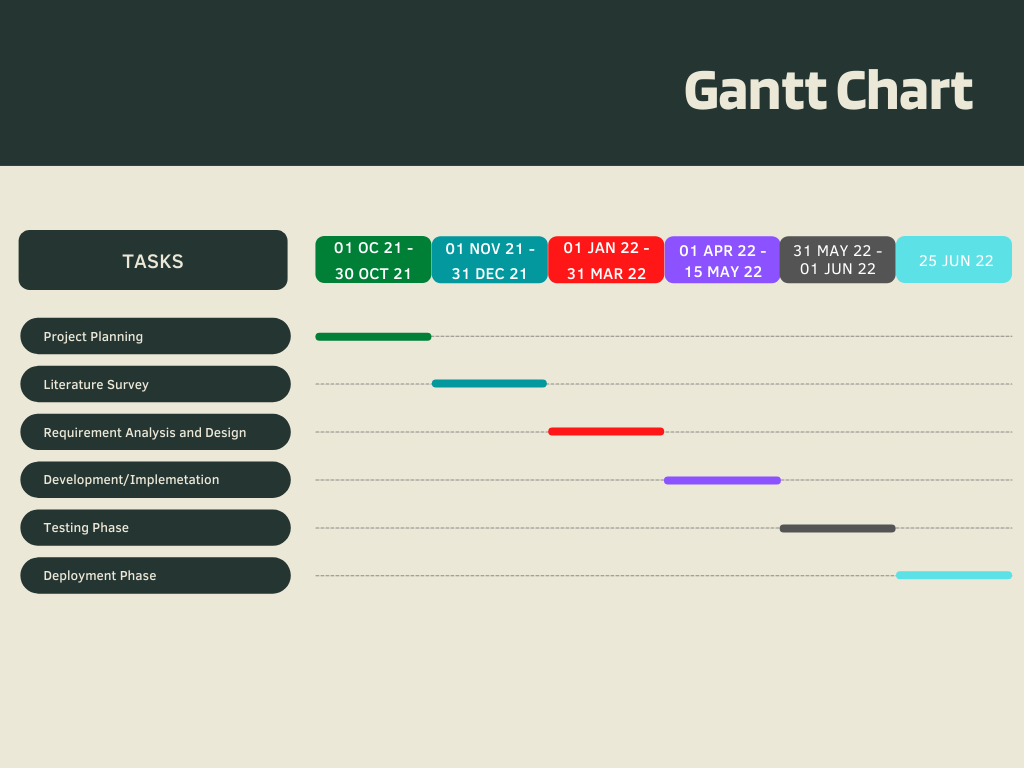 Gantt Chart
TASKS
01 OC 21 -
30 OCT 21
01 NOV 21 -
31 DEC 21
01 JAN 22 -
31 MAR 22
01 APR 22 -
15 MAY 22
31 MAY 22 -
01 JUN 22
25 JUN 22
Project Planning
Literature Survey
Requirement Analysis and Design
Development/Implemetation
Testing Phase
Deployment Phase